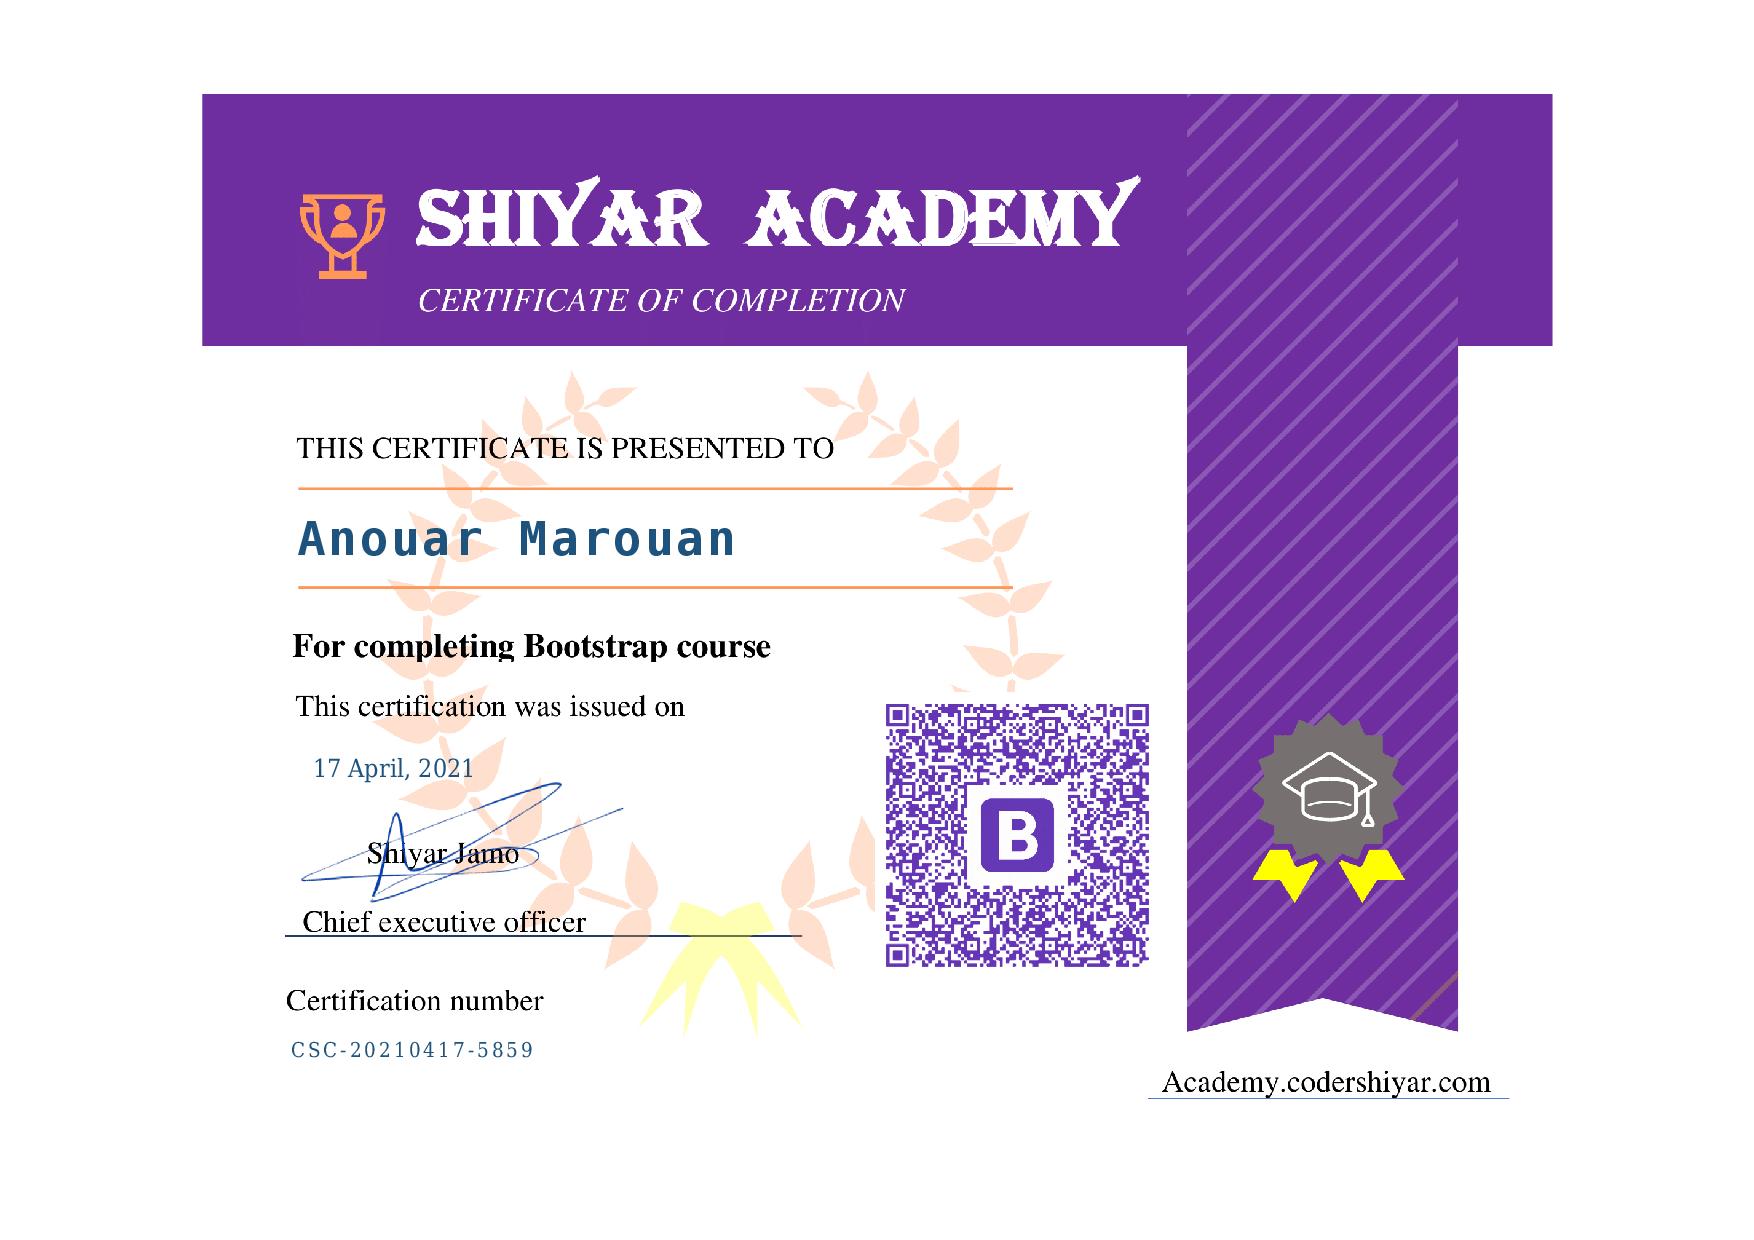 SHIYAR ACADEMY
CERTIFICATE OF COMPLETION
THIS CERTIFICATE IS PRESENTED TO
Anouar Marouan
For completing Bootstrap course
This certification was issued on
17 April, 2021
Shiyar Jamo
Chief executive officer
B
Certification number
CSC-20210417-5859
Academy.codershiyar.com